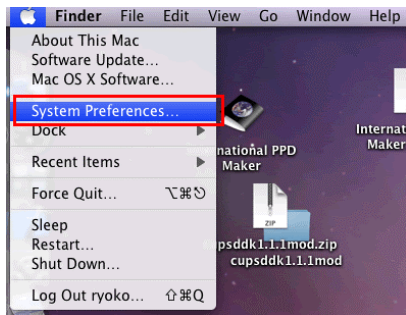 Finder File Edit View Go Window Help
About This Mac
Software Update...
Mac OS X Software...
System Preferences...
Dock
Recent Items
Force Quit... ⌥⌘⎋
Sleep
Restart...
Shut Down...
Log Out ryoko... ⇧⌘Q
national PPD
Maker
Internat
Maker
ZIP
psddk1.1.1mod.zip
cupsddk1.1.1mod